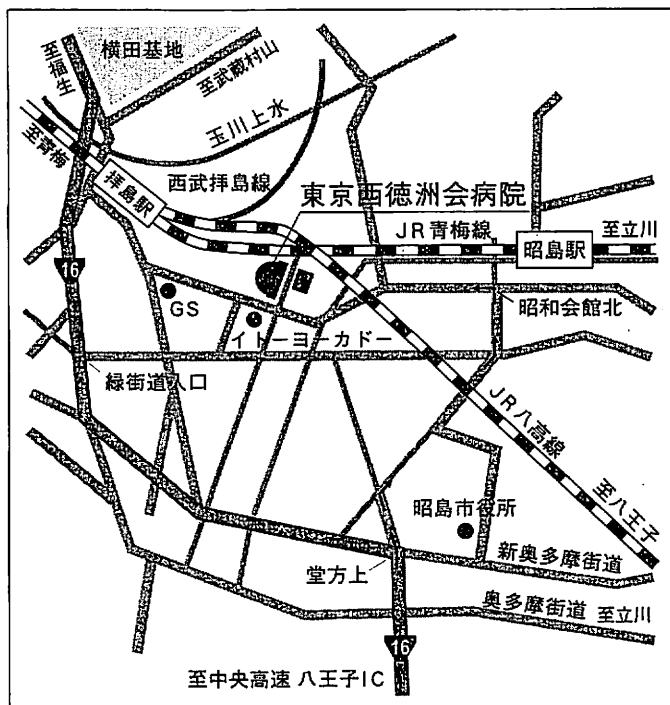 横田基地
至福生
至武蔵村山
玉川上水
至青梅
拝島駅
西武拝島線
東京西徳洲会病院
JR青梅線
至立川
昭島駅
16
GS
イトーヨーカドー
昭和会館北
緑街道入口
JR八高線
至八王子
昭島市役所
新奥多摩街道
堂方上
奥多摩街道 至立川
16
至中央高速 八王子IC